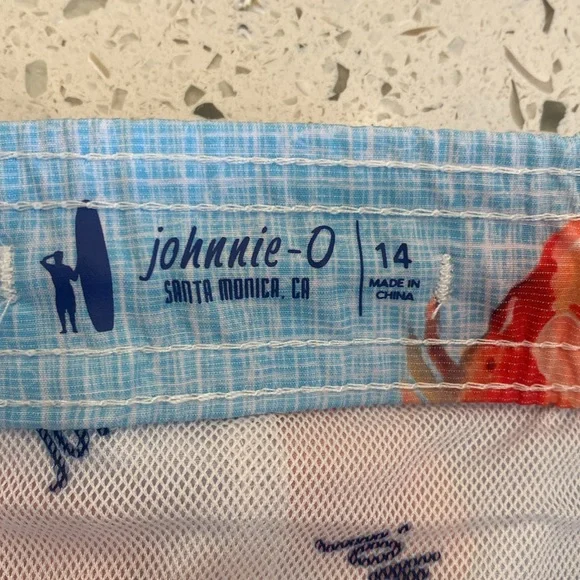 johnnie-O
SANTA MONICA, CA
14
MADE IN
CHINA